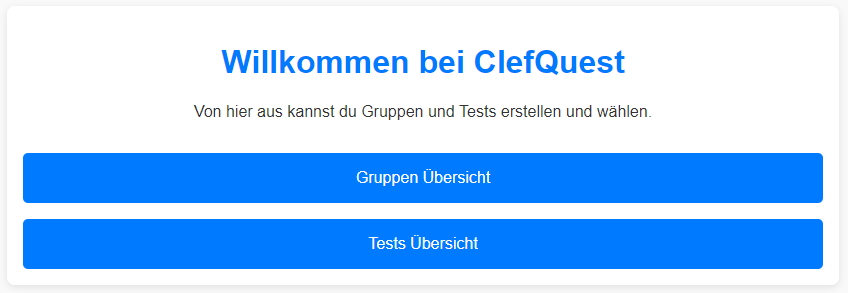 Willkommen bei ClefQuest
Von hier aus kannst du Gruppen und Tests erstellen und wählen.
Gruppen Übersicht
Tests Übersicht